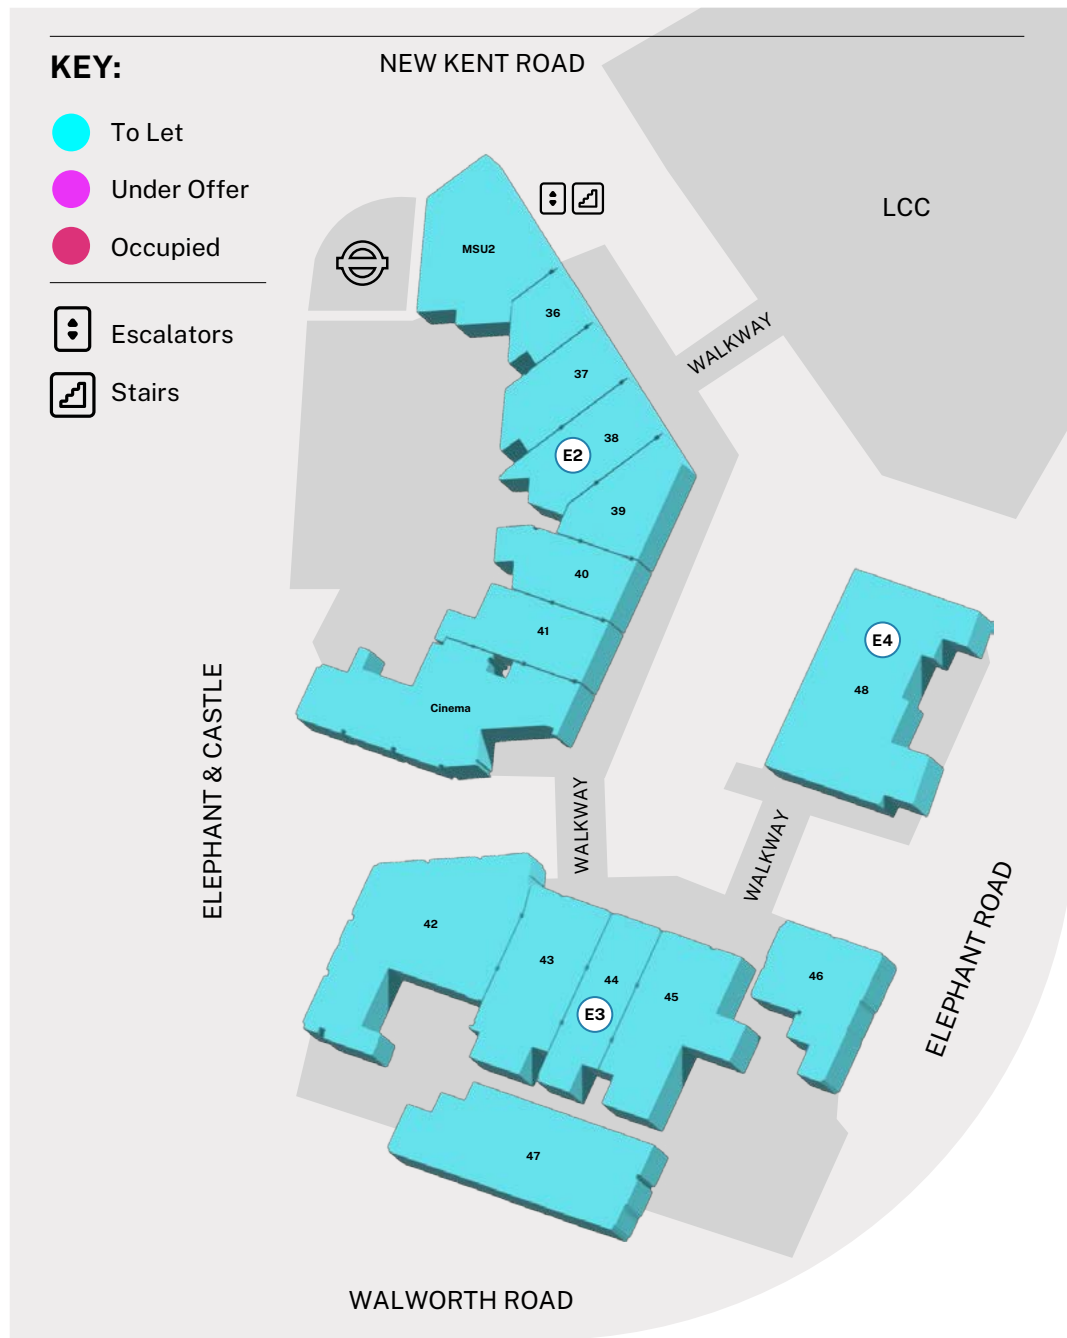 KEY:
NEW KENT ROAD
To Let
Under Offer
Occupied
Escalators
Stairs
LCC
MSU2
36
WALKWAY
37
38
E2
39
40
41
Cinema
E4
48
ELEPHANT & CASTLE
WALKWAY
WALKWAY
42
43
44
45
46
E3
ELEPHANT ROAD
47
WALWORTH ROAD